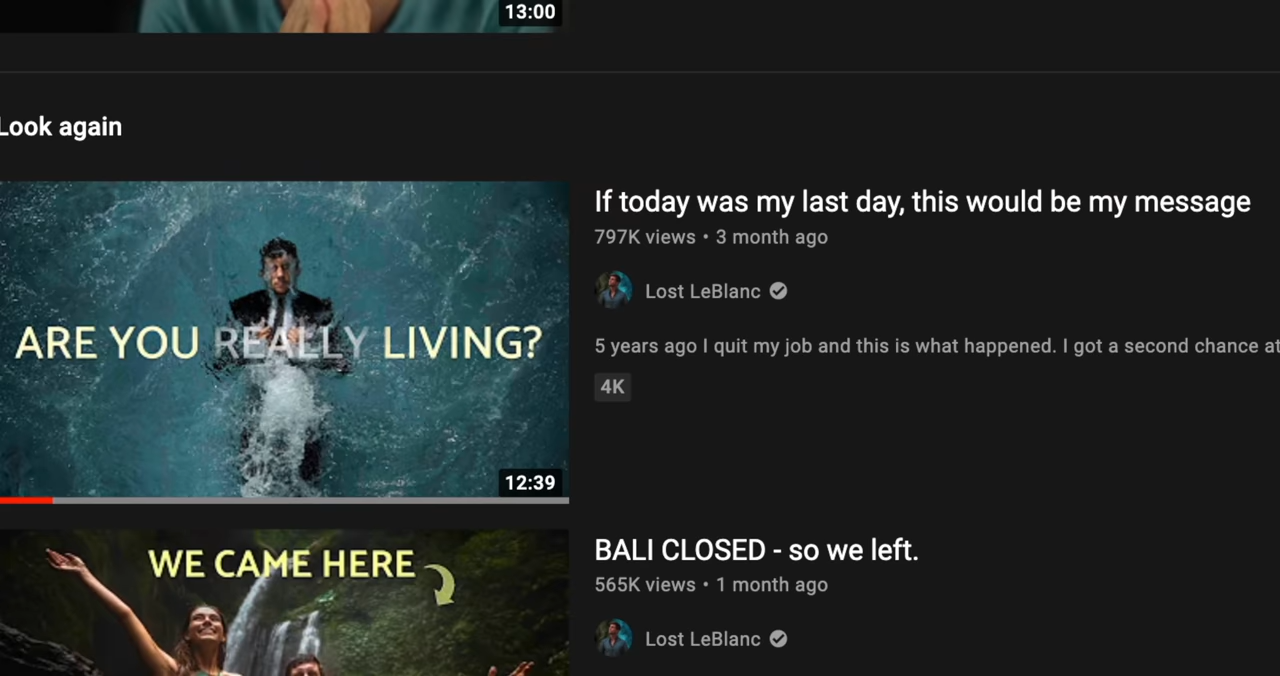 13:00
Look again
ARE YOU REALLY LIVING?
12:39
If today was my last day, this would be my message
797K views • 3 month ago
Lost LeBlanc
5 years ago I quit my job and this is what happened. I got a second chance at
4K
WE CAME HERE
BALI CLOSED - so we left.
565K views • 1 month ago
Lost LeBlanc